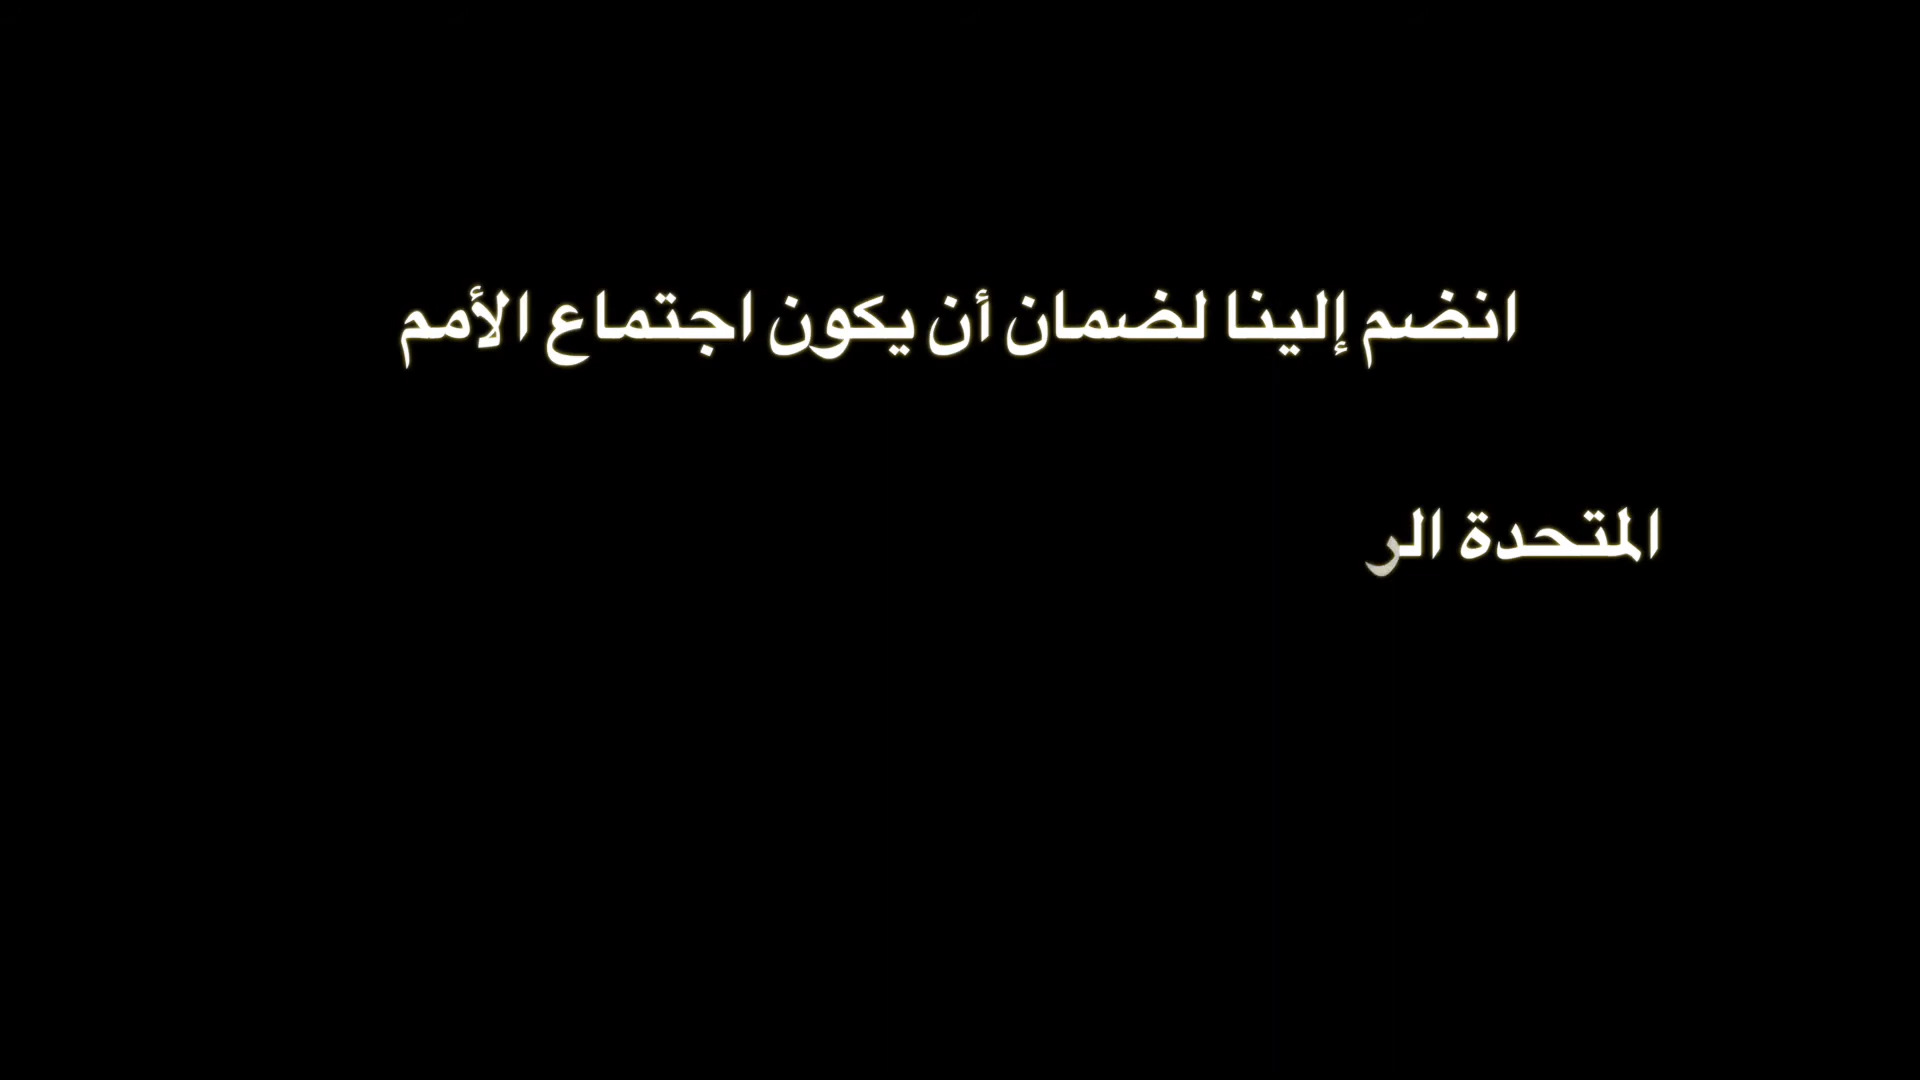 انضم إلينا لضمان أن يكون اجتماع الأمم
المتحدة الر